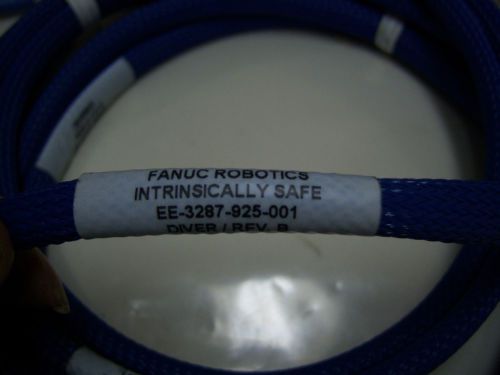 FANUC ROBOTICS
INTRINSICALLY SAFE
EE-3287-925-001
DIVER / REV. B